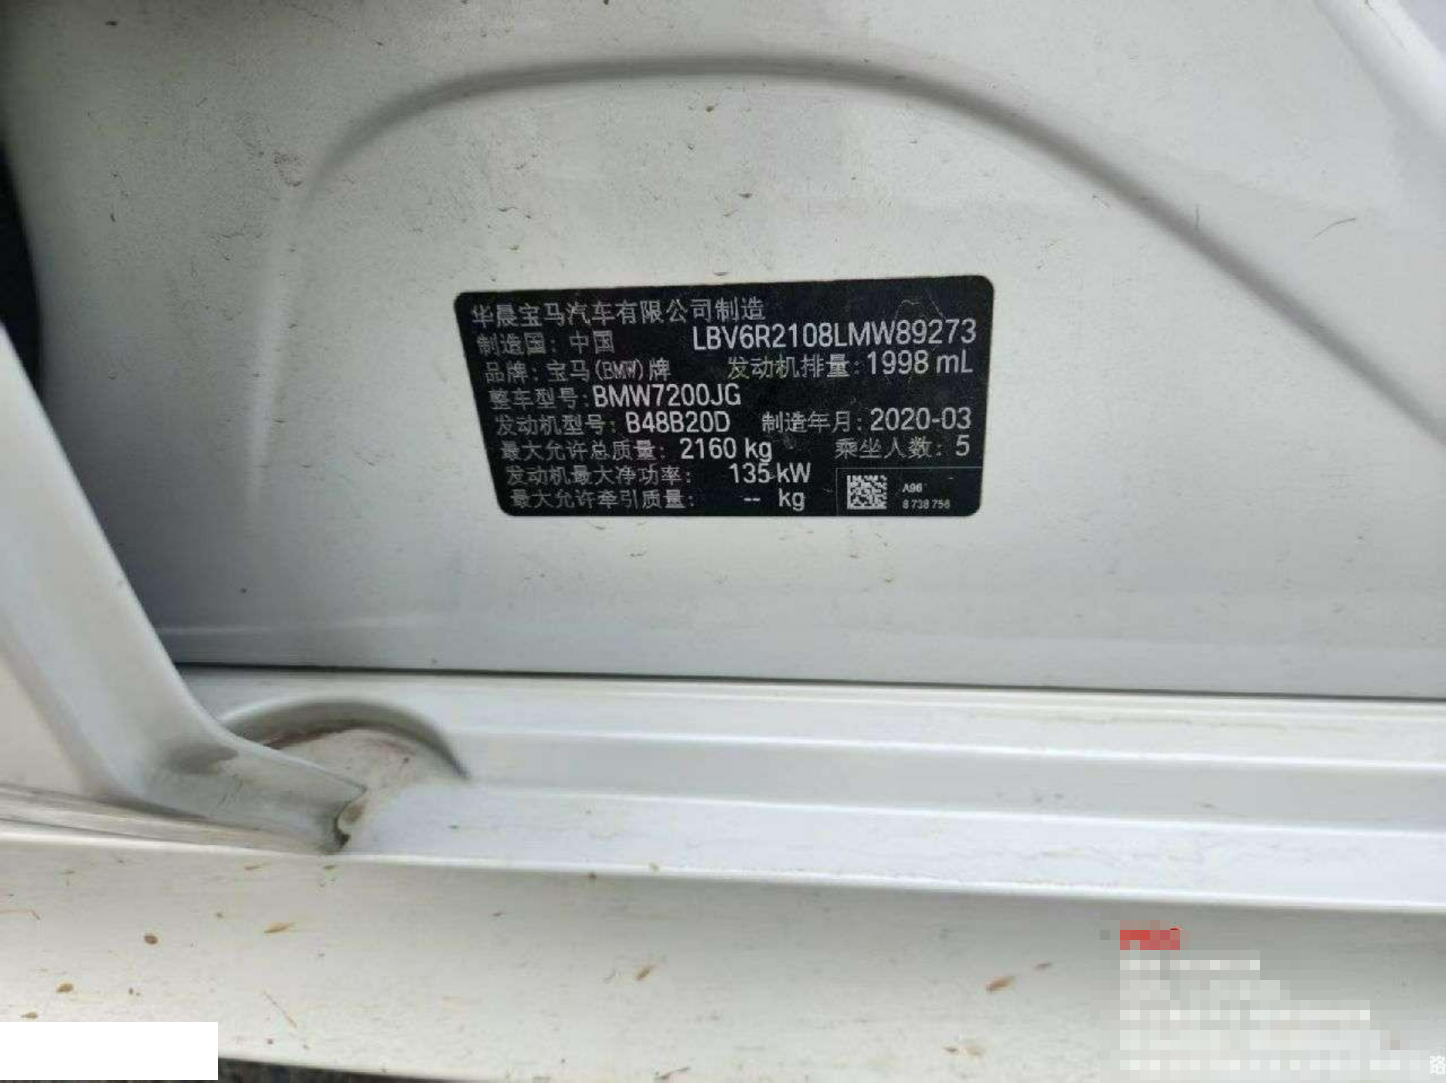 华晨宝马汽车有限公司制造
制造国: 中国 LBV6R2108LMW89273
品牌: 宝马(BMW)牌 发动机排量: 1998 mL
整车型号: BMW7200JG
发动机型号: B48B20D 制造年月: 2020-03
最大允许总质量: 2160 kg 乘坐人数: 5
发动机最大净功率: 135 kW
最大允许牵引质量: -- kg
A96
8 738 756